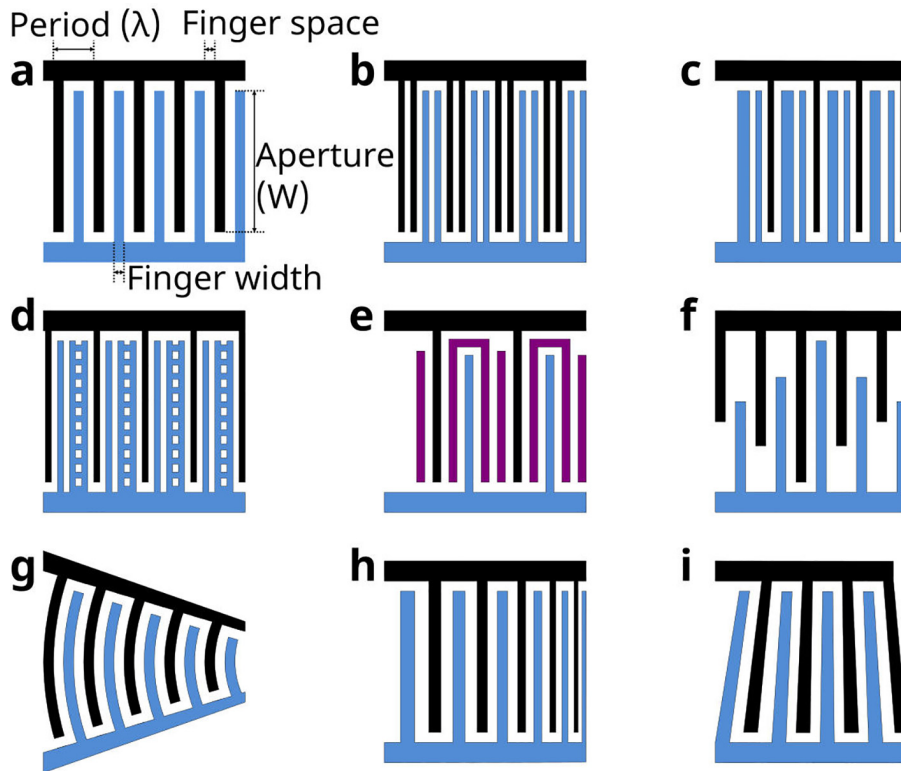 Period (λ) Finger space
a
b
c
Aperture
(W)
Finger width
d
e
f
g
h
i